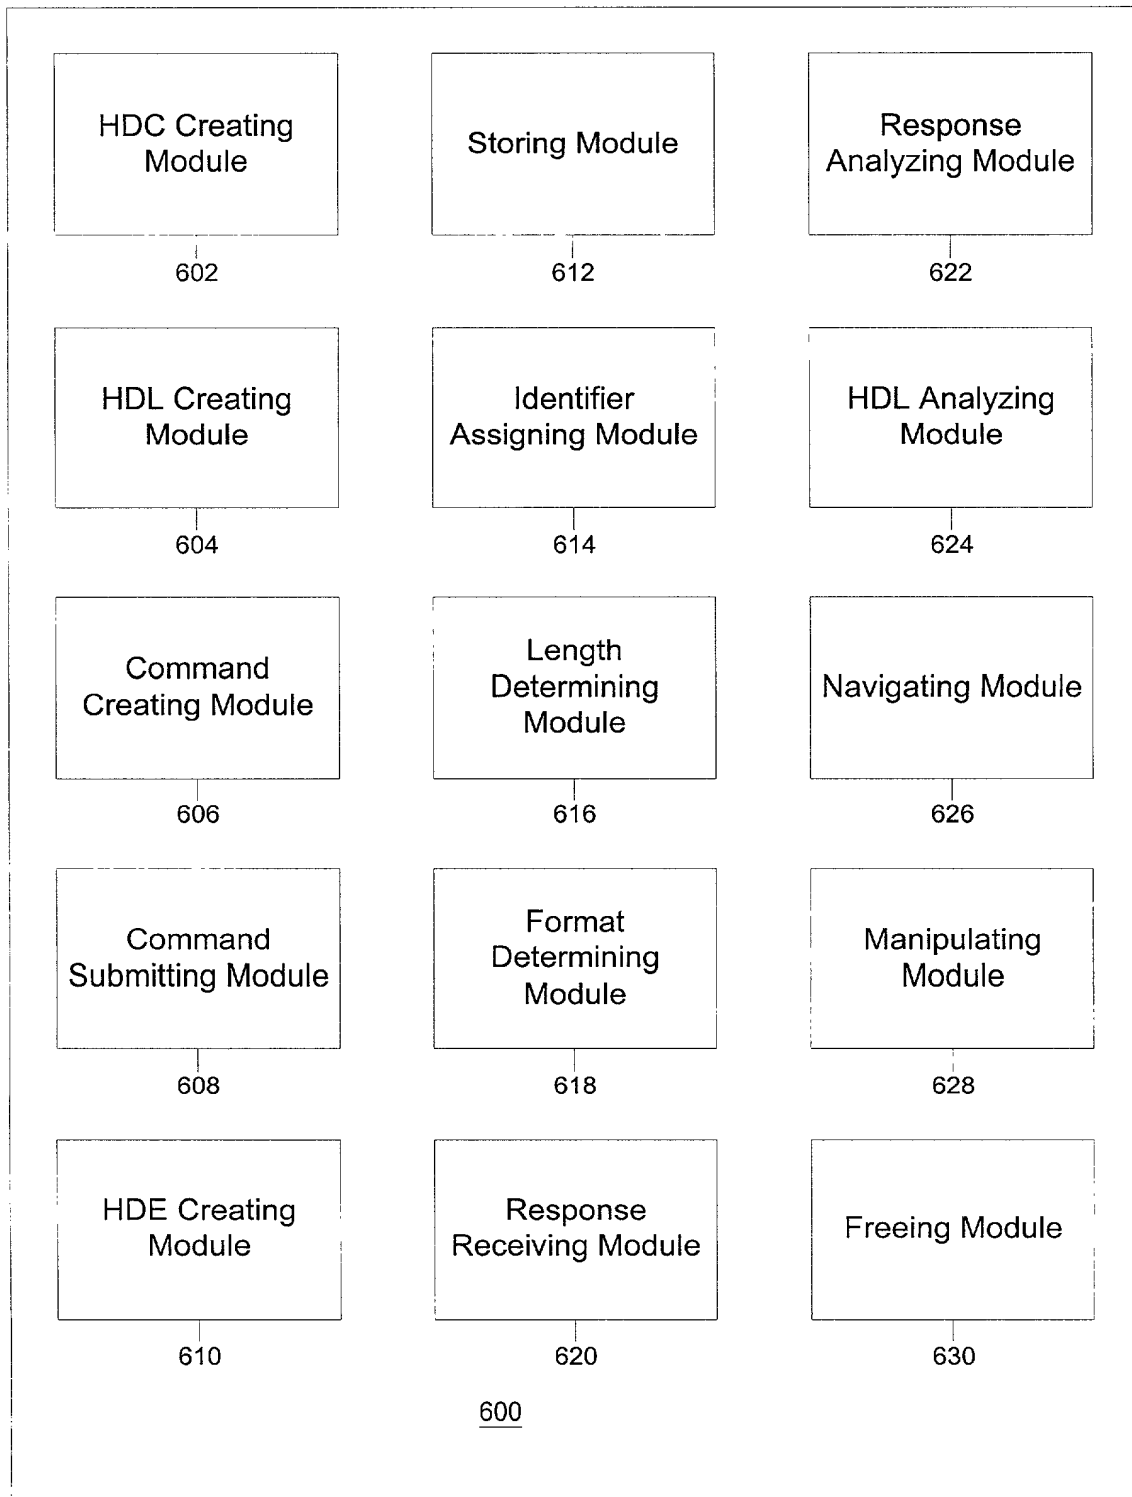 HDC Creating
Module
602
Storing Module
612
Response
Analyzing Module
622
HDL Creating
Module
604
Identifier
Assigning Module
614
HDL Analyzing
Module
624
Command
Creating Module
606
Length
Determining
Module
616
Navigating Module
626
Command
Submitting Module
608
Format
Determining
Module
618
Manipulating
Module
628
HDE Creating
Module
610
Response
Receiving Module
620
Freeing Module
630
600